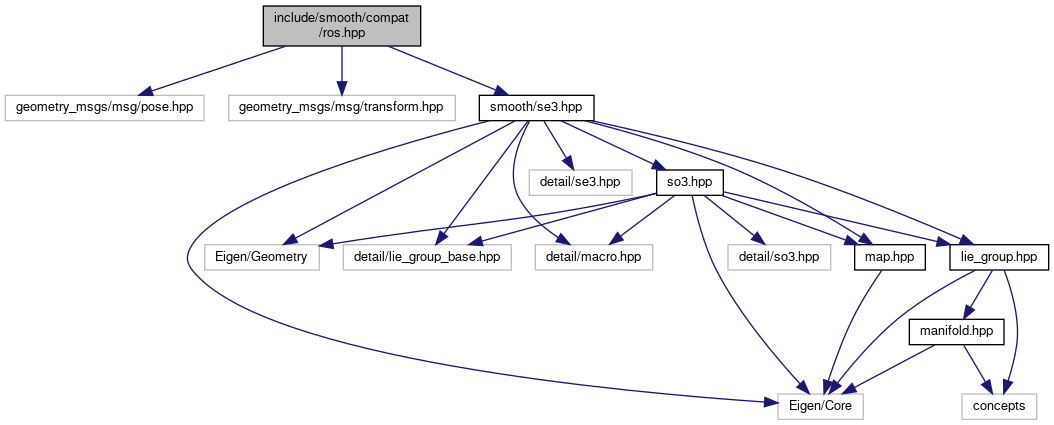 include/smooth/compat
/ros.hpp
geometry_msgs/msg/pose.hpp
geometry_msgs/msg/transform.hpp
smooth/se3.hpp
detail/se3.hpp
so3.hpp
Eigen/Geometry
detail/lie_group_base.hpp
detail/macro.hpp
detail/so3.hpp
map.hpp
lie_group.hpp
manifold.hpp
Eigen/Core
concepts